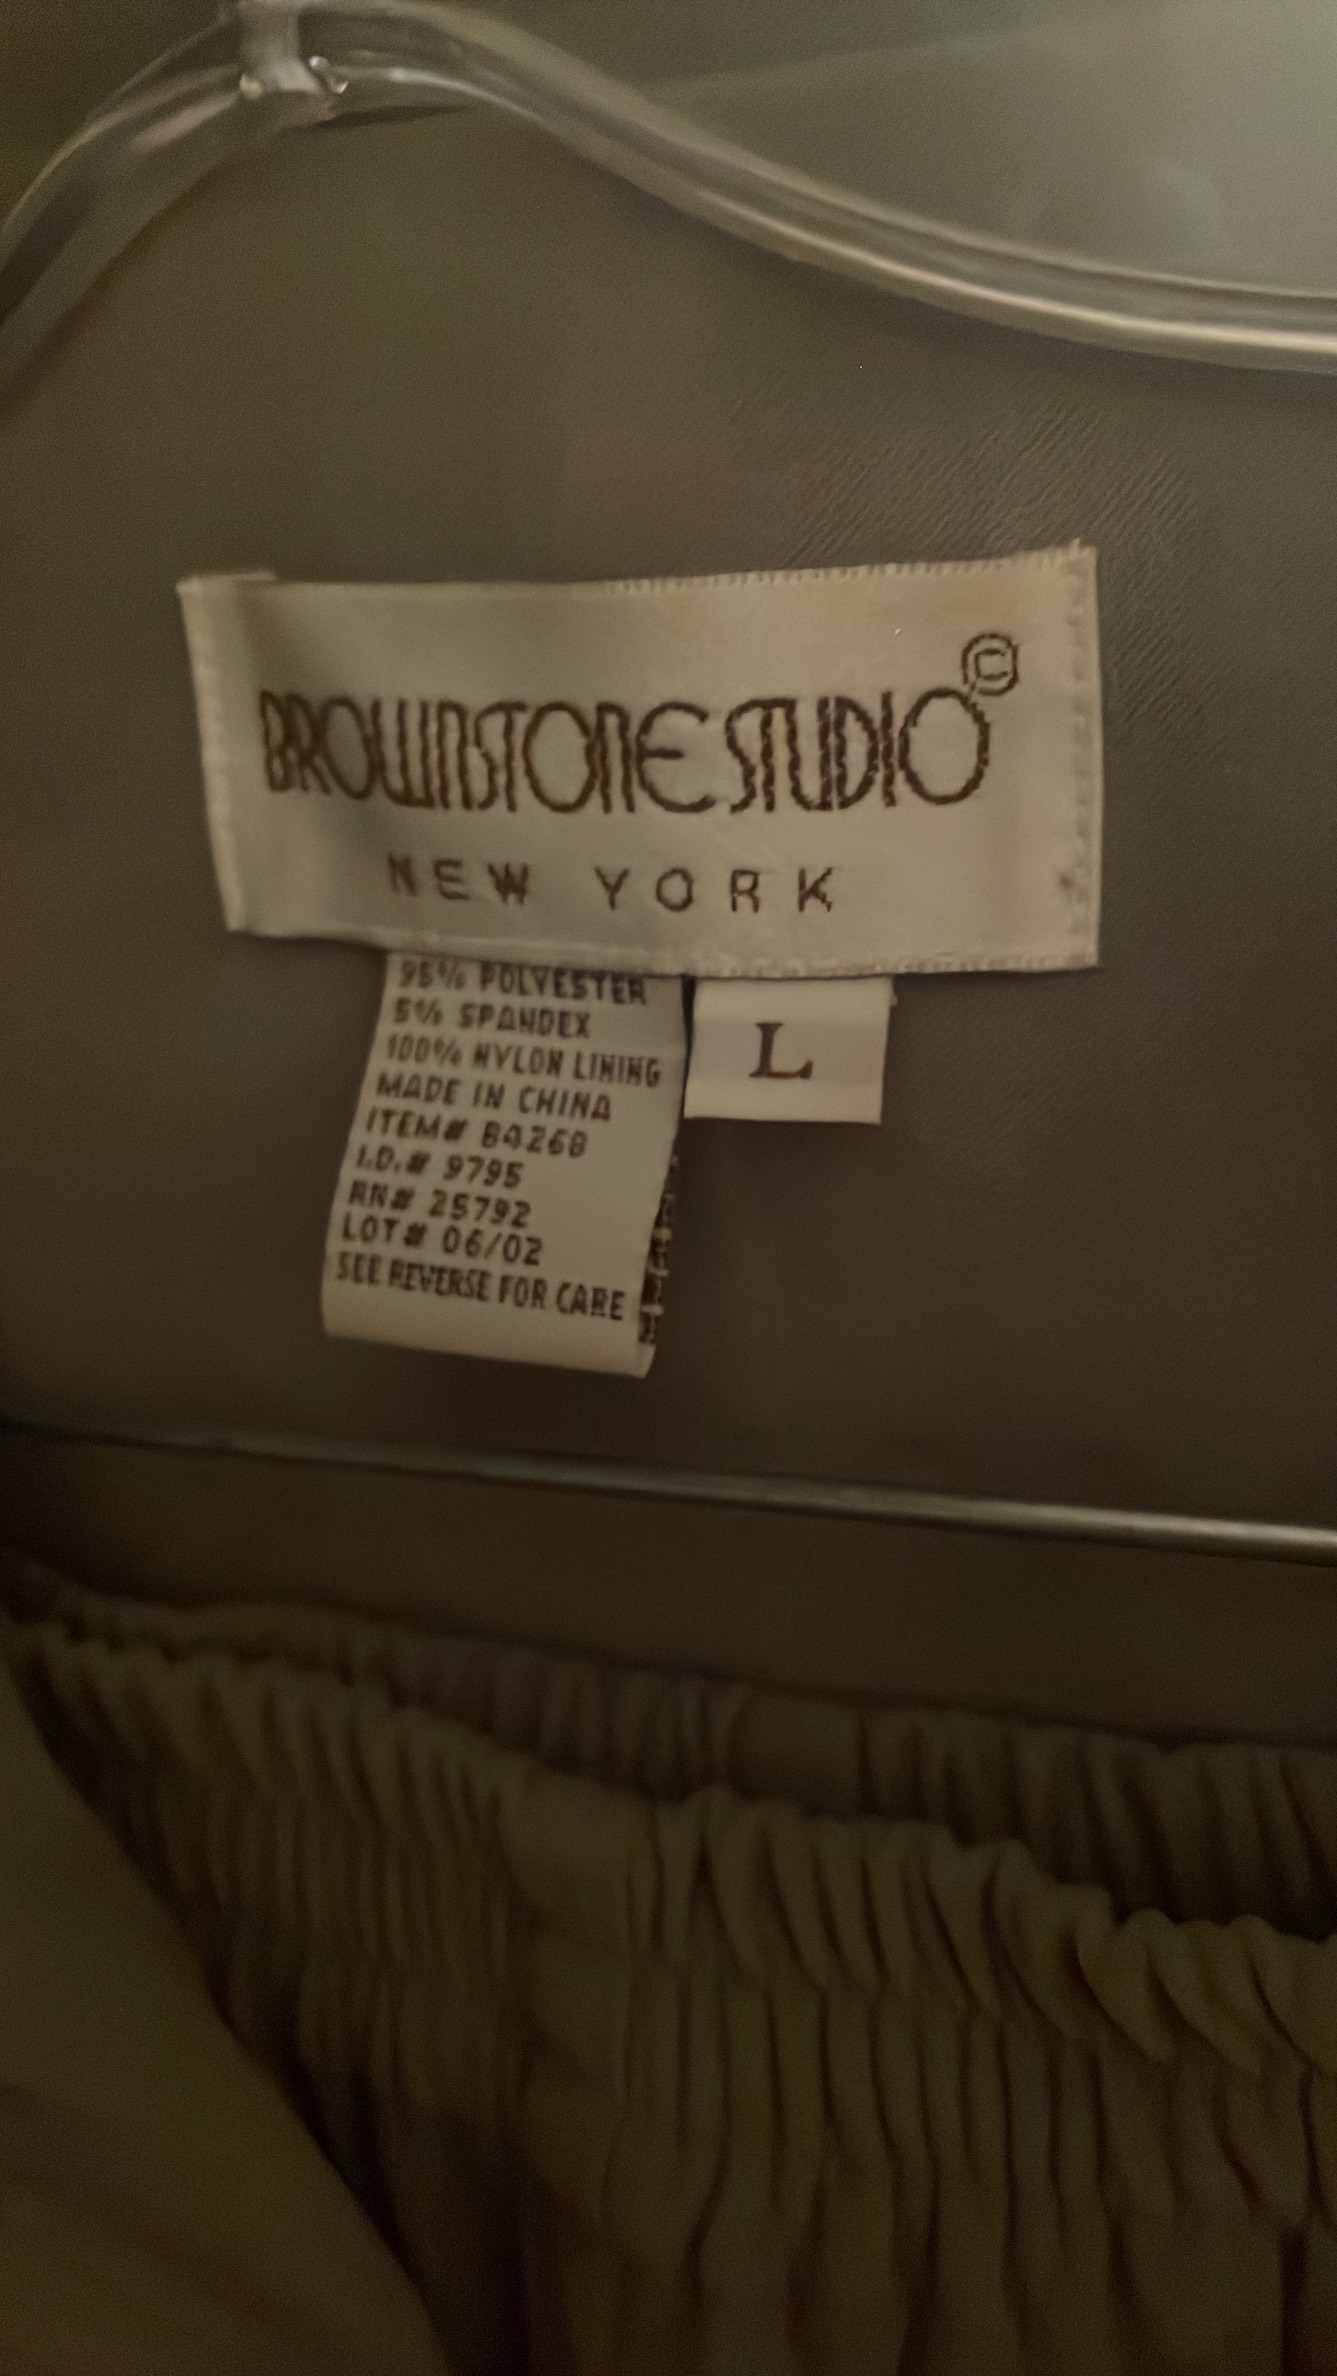 BROWNSTONE STUDIO©
NEW YORK
95% POLYESTER
5% SPANDEX
100% NYLON LINING
MADE IN CHINA
ITEM# 84268
I.D.# 9795
RN# 25792
LOT# 06/02
SEE REVERSE FOR CARE
L